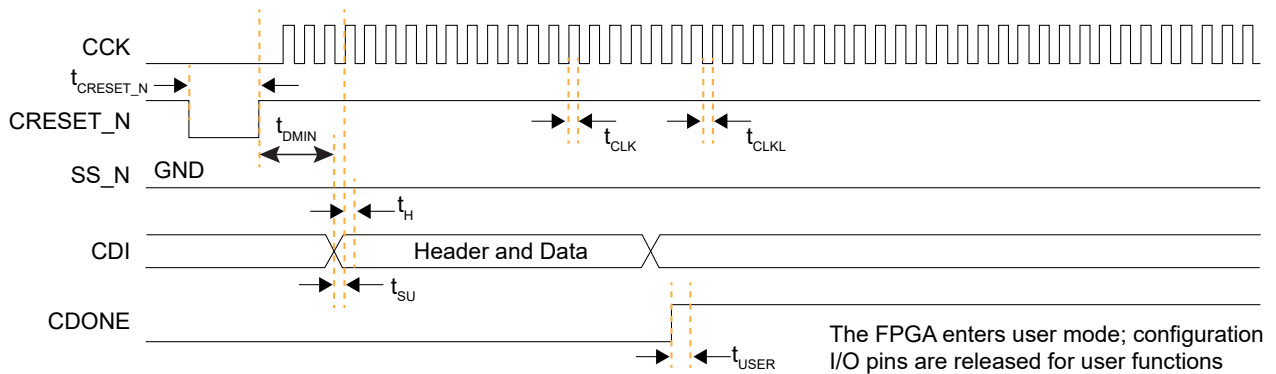 CCK
tCRESET_N
CRESET_N
tDMIN
tCLK
tCLKL
SS_N
GND
tH
CDI
Header and Data
tSU
CDONE
tUSER
The FPGA enters user mode; configuration
I/O pins are released for user functions